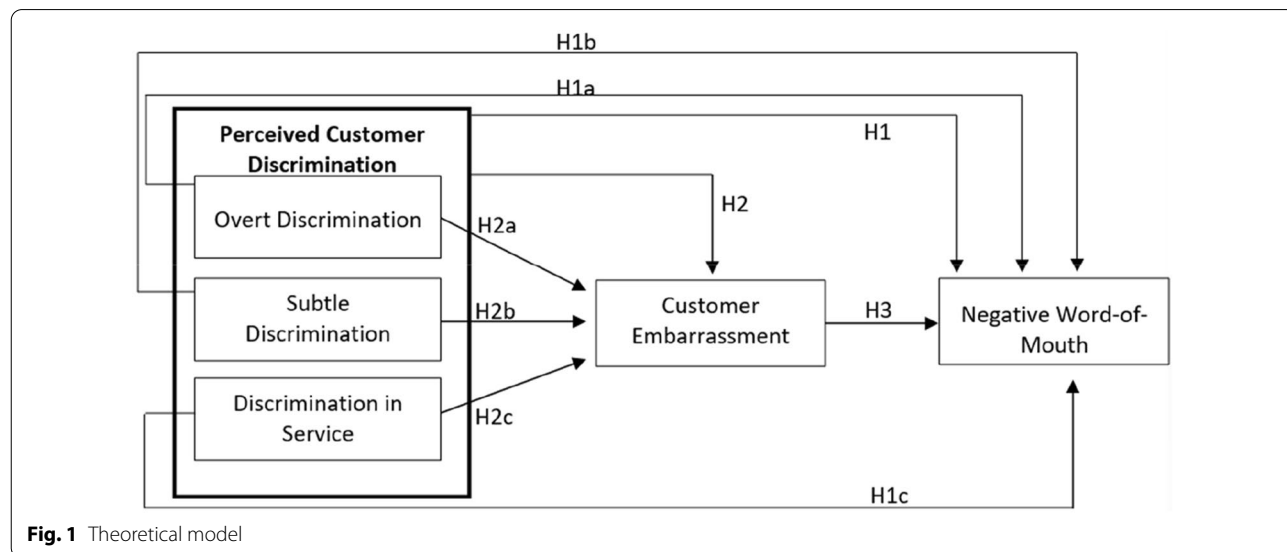 H1b
H1a
H1
Perceived Customer
Discrimination
Overt Discrimination
H2
H2a
Subtle
Discrimination
H2b
Customer
Embarrassment
H3
Negative Word-of-
Mouth
Discrimination in
Service
H2c
H1c
Fig. 1 Theoretical model